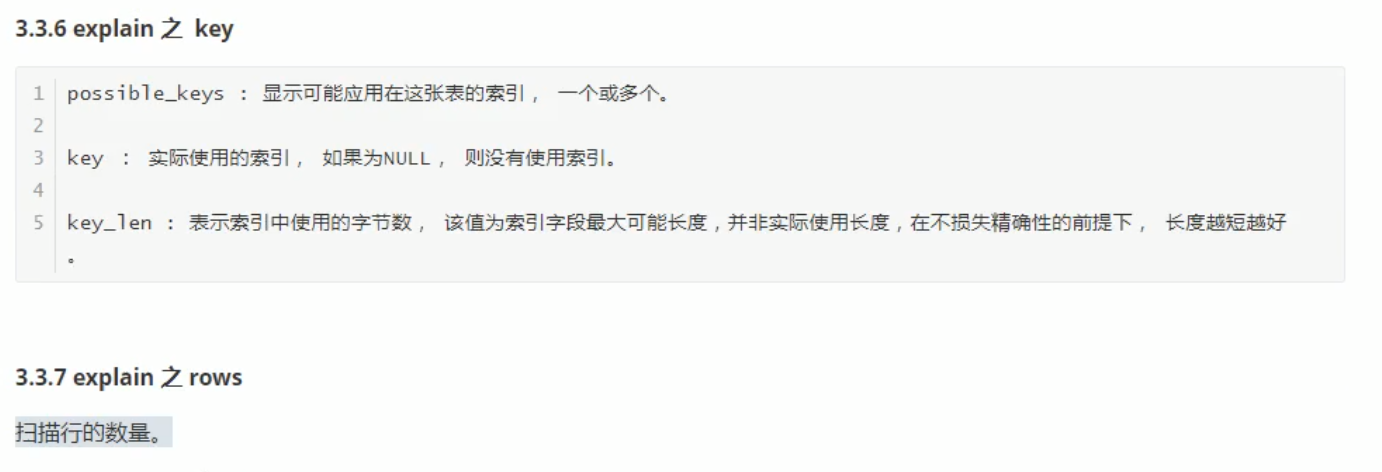 3.3.6 explain 之 key
1 possible_keys : 显示可能应用在这张表的索引， 一个或多个。
2
3 key : 实际使用的索引， 如果为NULL， 则没有使用索引。
4
5 key_len : 表示索引中使用的字节数， 该值为索引字段最大可能长度，并非实际使用长度，在不损失精确性的前提下， 长度越短越好
。
3.3.7 explain 之 rows
扫描行的数量。